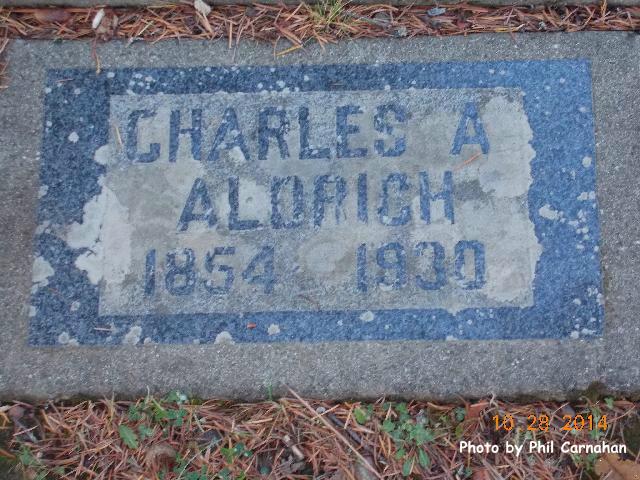 CHARLES A
ALDRICH
1854 1930
10 28 2014
Photo by Phil Carnahan